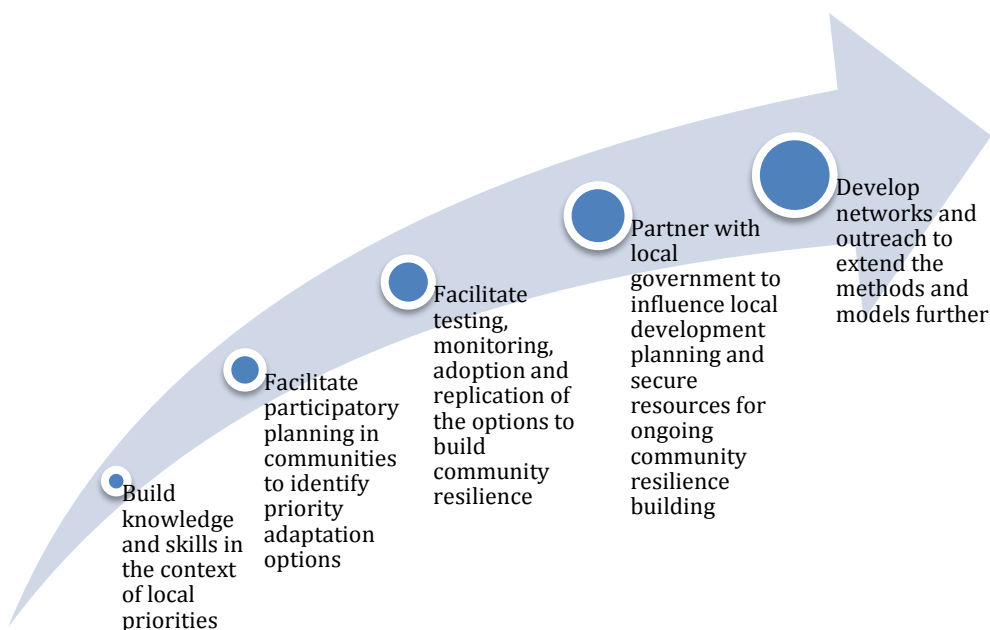 Build
knowledge
and skills in
the context
of local
priorities
Facilitate
participatory
planning in
communities
to identify
priority
adaptation
options
Facilitate
testing,
monitoring,
adoption and
replication of
the options to
build
community
resilience
Partner with
local
government to
influence local
development
planning and
secure
resources for
ongoing
community
resilience
building
Develop
networks and
outreach to
extend the
methods and
models further